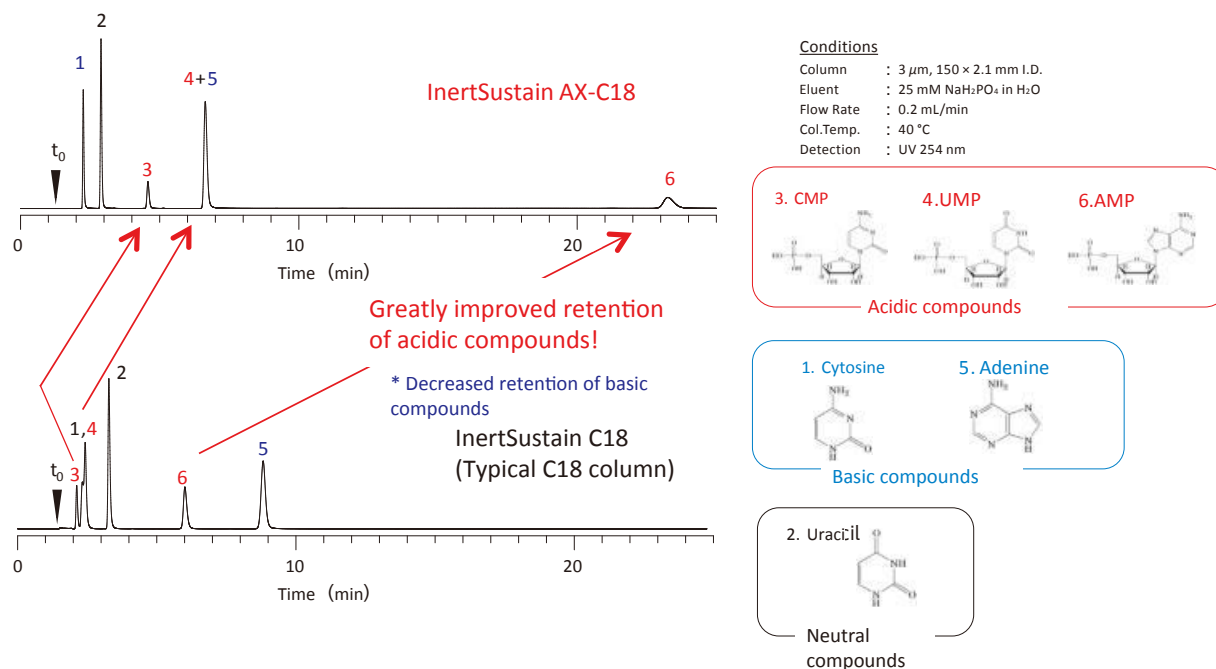 2
1
4+5
InertSustain AX-C18
t₀
3
6
0
10
20
Time (min)
Greatly improved retention
of acidic compounds!
* Decreased retention of basic
compounds
2
1,4
InertSustain C18
(Typical C18 column)
t₀
3
6
5
0
10
20
Time (min)
Conditions
Column : 3 μm, 150 × 2.1 mm I.D.
Eluent : 25 mM NaH₂PO₄ in H₂O
Flow Rate : 0.2 mL/min
Col.Temp. : 40 °C
Detection : UV 254 nm
3. CMP
4.UMP
6.AMP
Acidic compounds
1. Cytosine
5. Adenine
NH₂
NH₂
Basic compounds
2. Uracil
Neutral
compounds